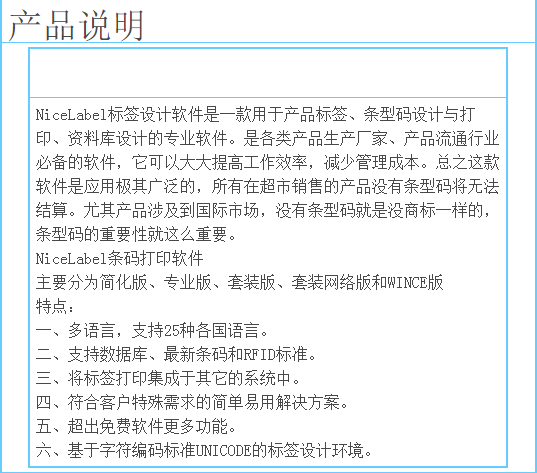 产品说明
NiceLabel标签设计软件是一款用于产品标签、条型码设计与打
印、资料库设计的专业软件。是各类产品生产厂家、产品流通行业
必备的软件，它可以大大提高工作效率，减少管理成本。总之这款
软件是应用极其广泛的，所有在超市销售的产品没有条型码将无法
结算。尤其产品涉及到国际市场，没有条型码就是没商标一样的，
条型码的重要性就这么重要。
NiceLabel条码打印软件
主要分为简化版、专业版、套装版、套装网络版和WINCE版
特点：
一、多语言，支持25种各国语言。
二、支持数据库、最新条码和RFID标准。
三、将标签打印集成于其它的系统中。
四、符合客户特殊需求的简单易用解决方案。
五、超出免费软件更多功能。
六、基于字符编码标准UNICODE的标签设计环境。